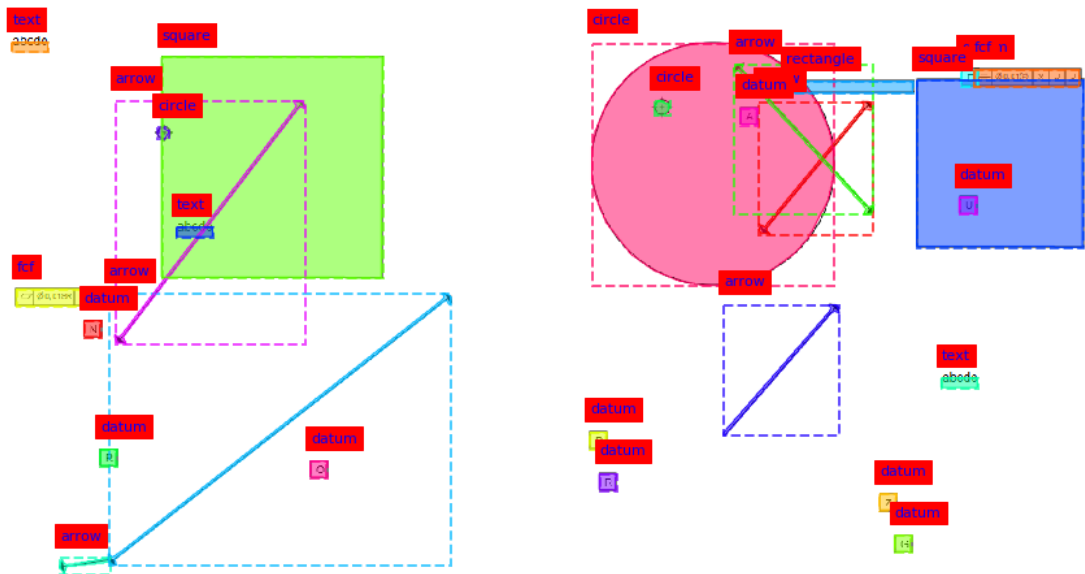 text
abcde
square
arrow
circle
text
abcde
arrow
fcf
datum
N
datum
R
datum
O
arrow
circle
arrow
rectangle
square
fcf
circle
datum
A
datum
U
arrow
text
abcde
datum
datum
R
datum
datum
H